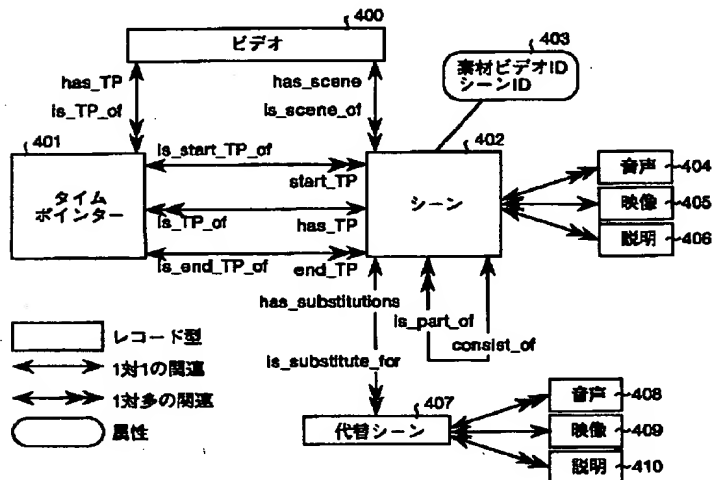 400
ビデオ
403
素材ビデオID
シーンID
has_TP
is_TP_of
has_scene
is_scene_of
401
is_start_TP_of
start_TP
402
タイム
ポインター
シーン
音声
404
映像
405
説明
406
is_TP_of
has_TP
is_end_TP_of
end_TP
has_substitutions
is_part_of
consist_of
レコード型
1対1の関連
is_substitute_for
1対多の関連
属性
407
代替シーン
音声
408
映像
409
説明
410